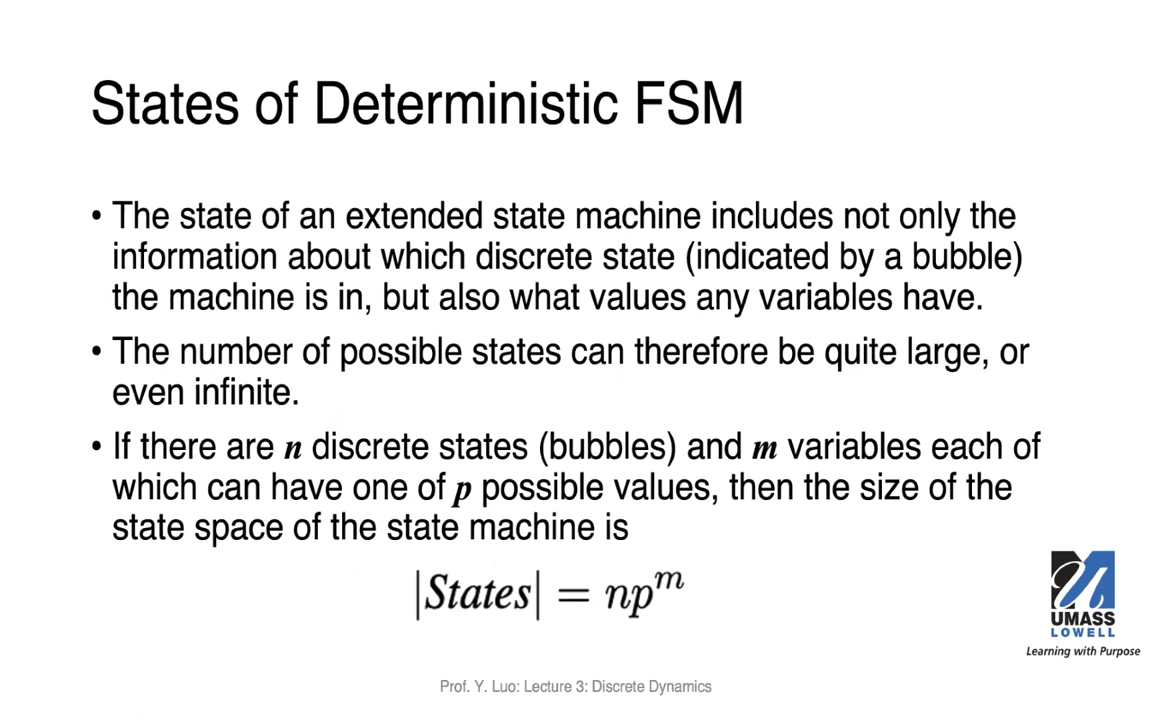 States of Deterministic FSM
• The state of an extended state machine includes not only the
information about which discrete state (indicated by a bubble)
the machine is in, but also what values any variables have.
• The number of possible states can therefore be quite large, or
even infinite.
• If there are n discrete states (bubbles) and m variables each of
which can have one of p possible values, then the size of the
state space of the state machine is
|States| = np^m
UMASS
LOWELL
Learning with Purpose
Prof. Y. Luo: Lecture 3: Discrete Dynamics